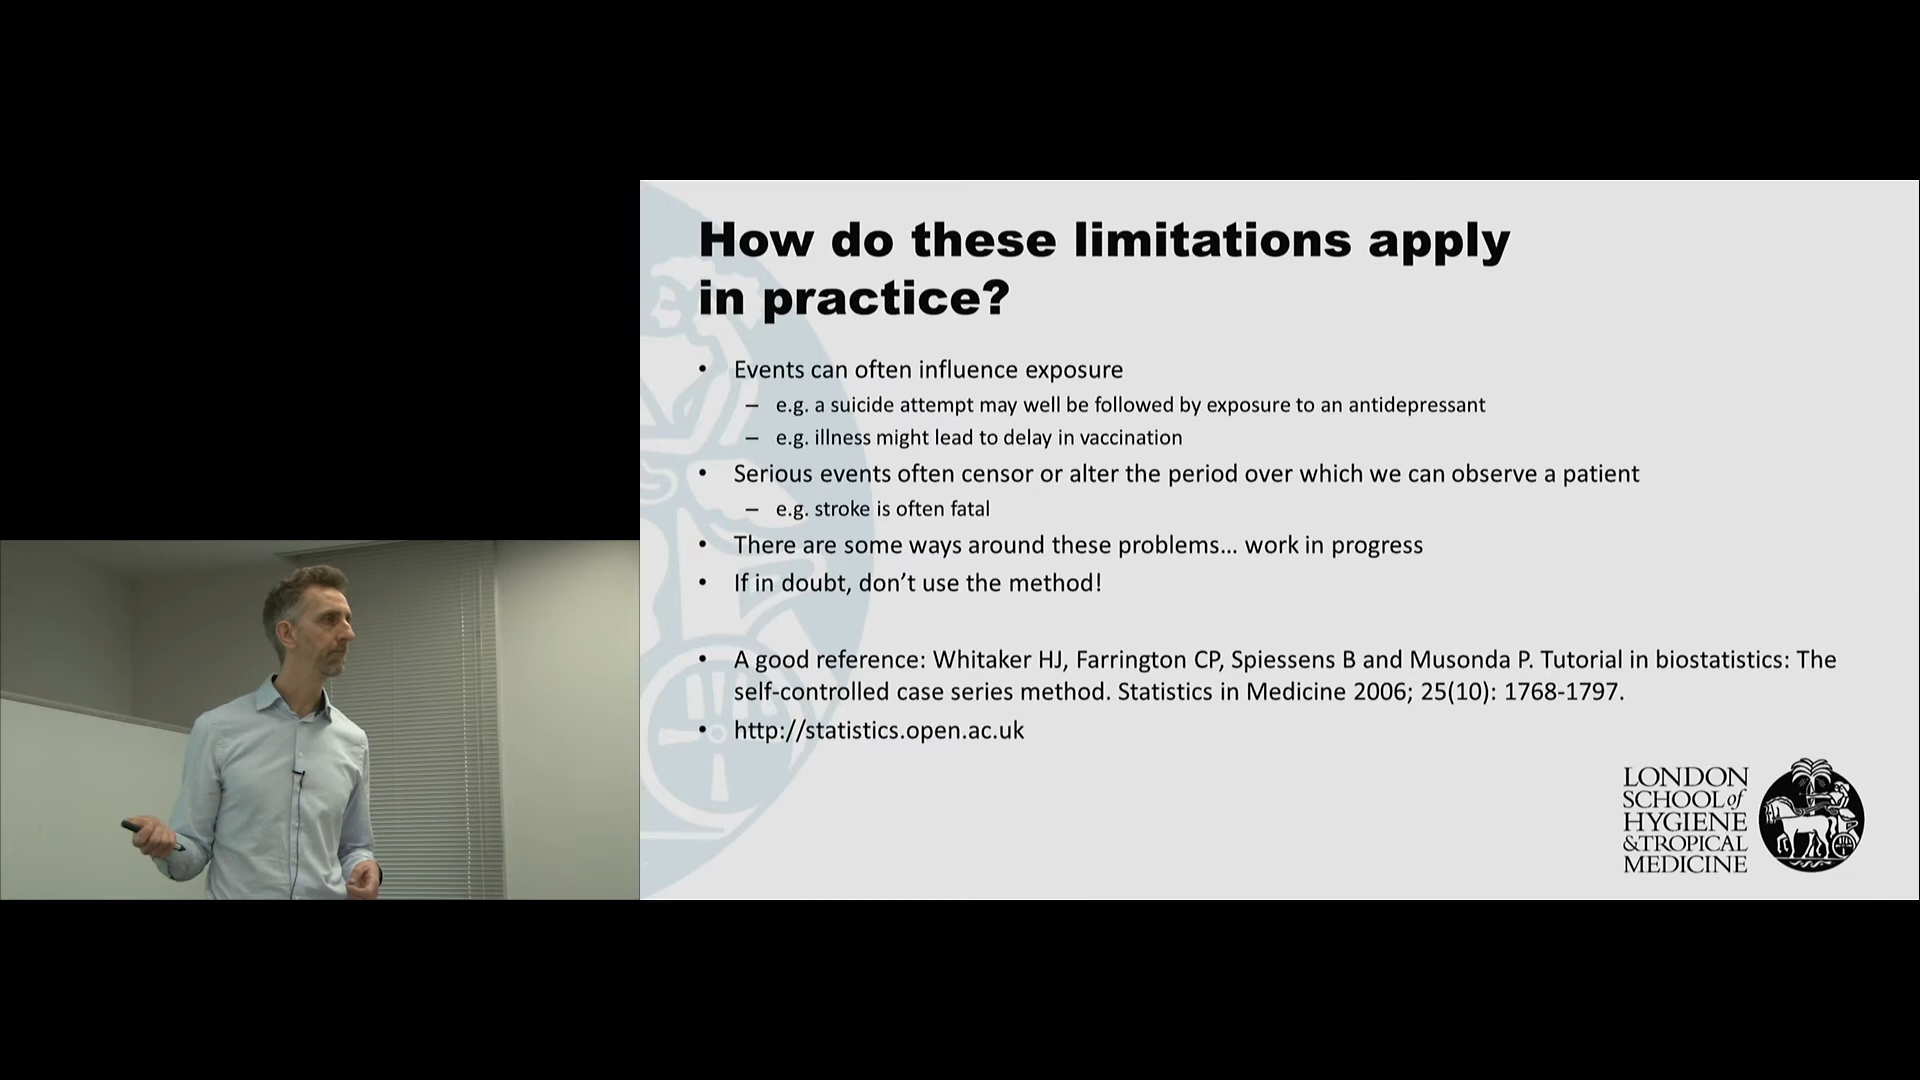 How do these limitations apply
in practice?
• Events can often influence exposure
– e.g. a suicide attempt may well be followed by exposure to an antidepressant
– e.g. illness might lead to delay in vaccination
• Serious events often censor or alter the period over which we can observe a patient
– e.g. stroke is often fatal
• There are some ways around these problems... work in progress
• If in doubt, don't use the method!
• A good reference: Whitaker HJ, Farrington CP, Spiessens B and Musonda P. Tutorial in biostatistics: The
self-controlled case series method. Statistics in Medicine 2006; 25(10): 1768-1797.
• http://statistics.open.ac.uk
LONDON
SCHOOL of
HYGIENE
&TROPICAL
MEDICINE